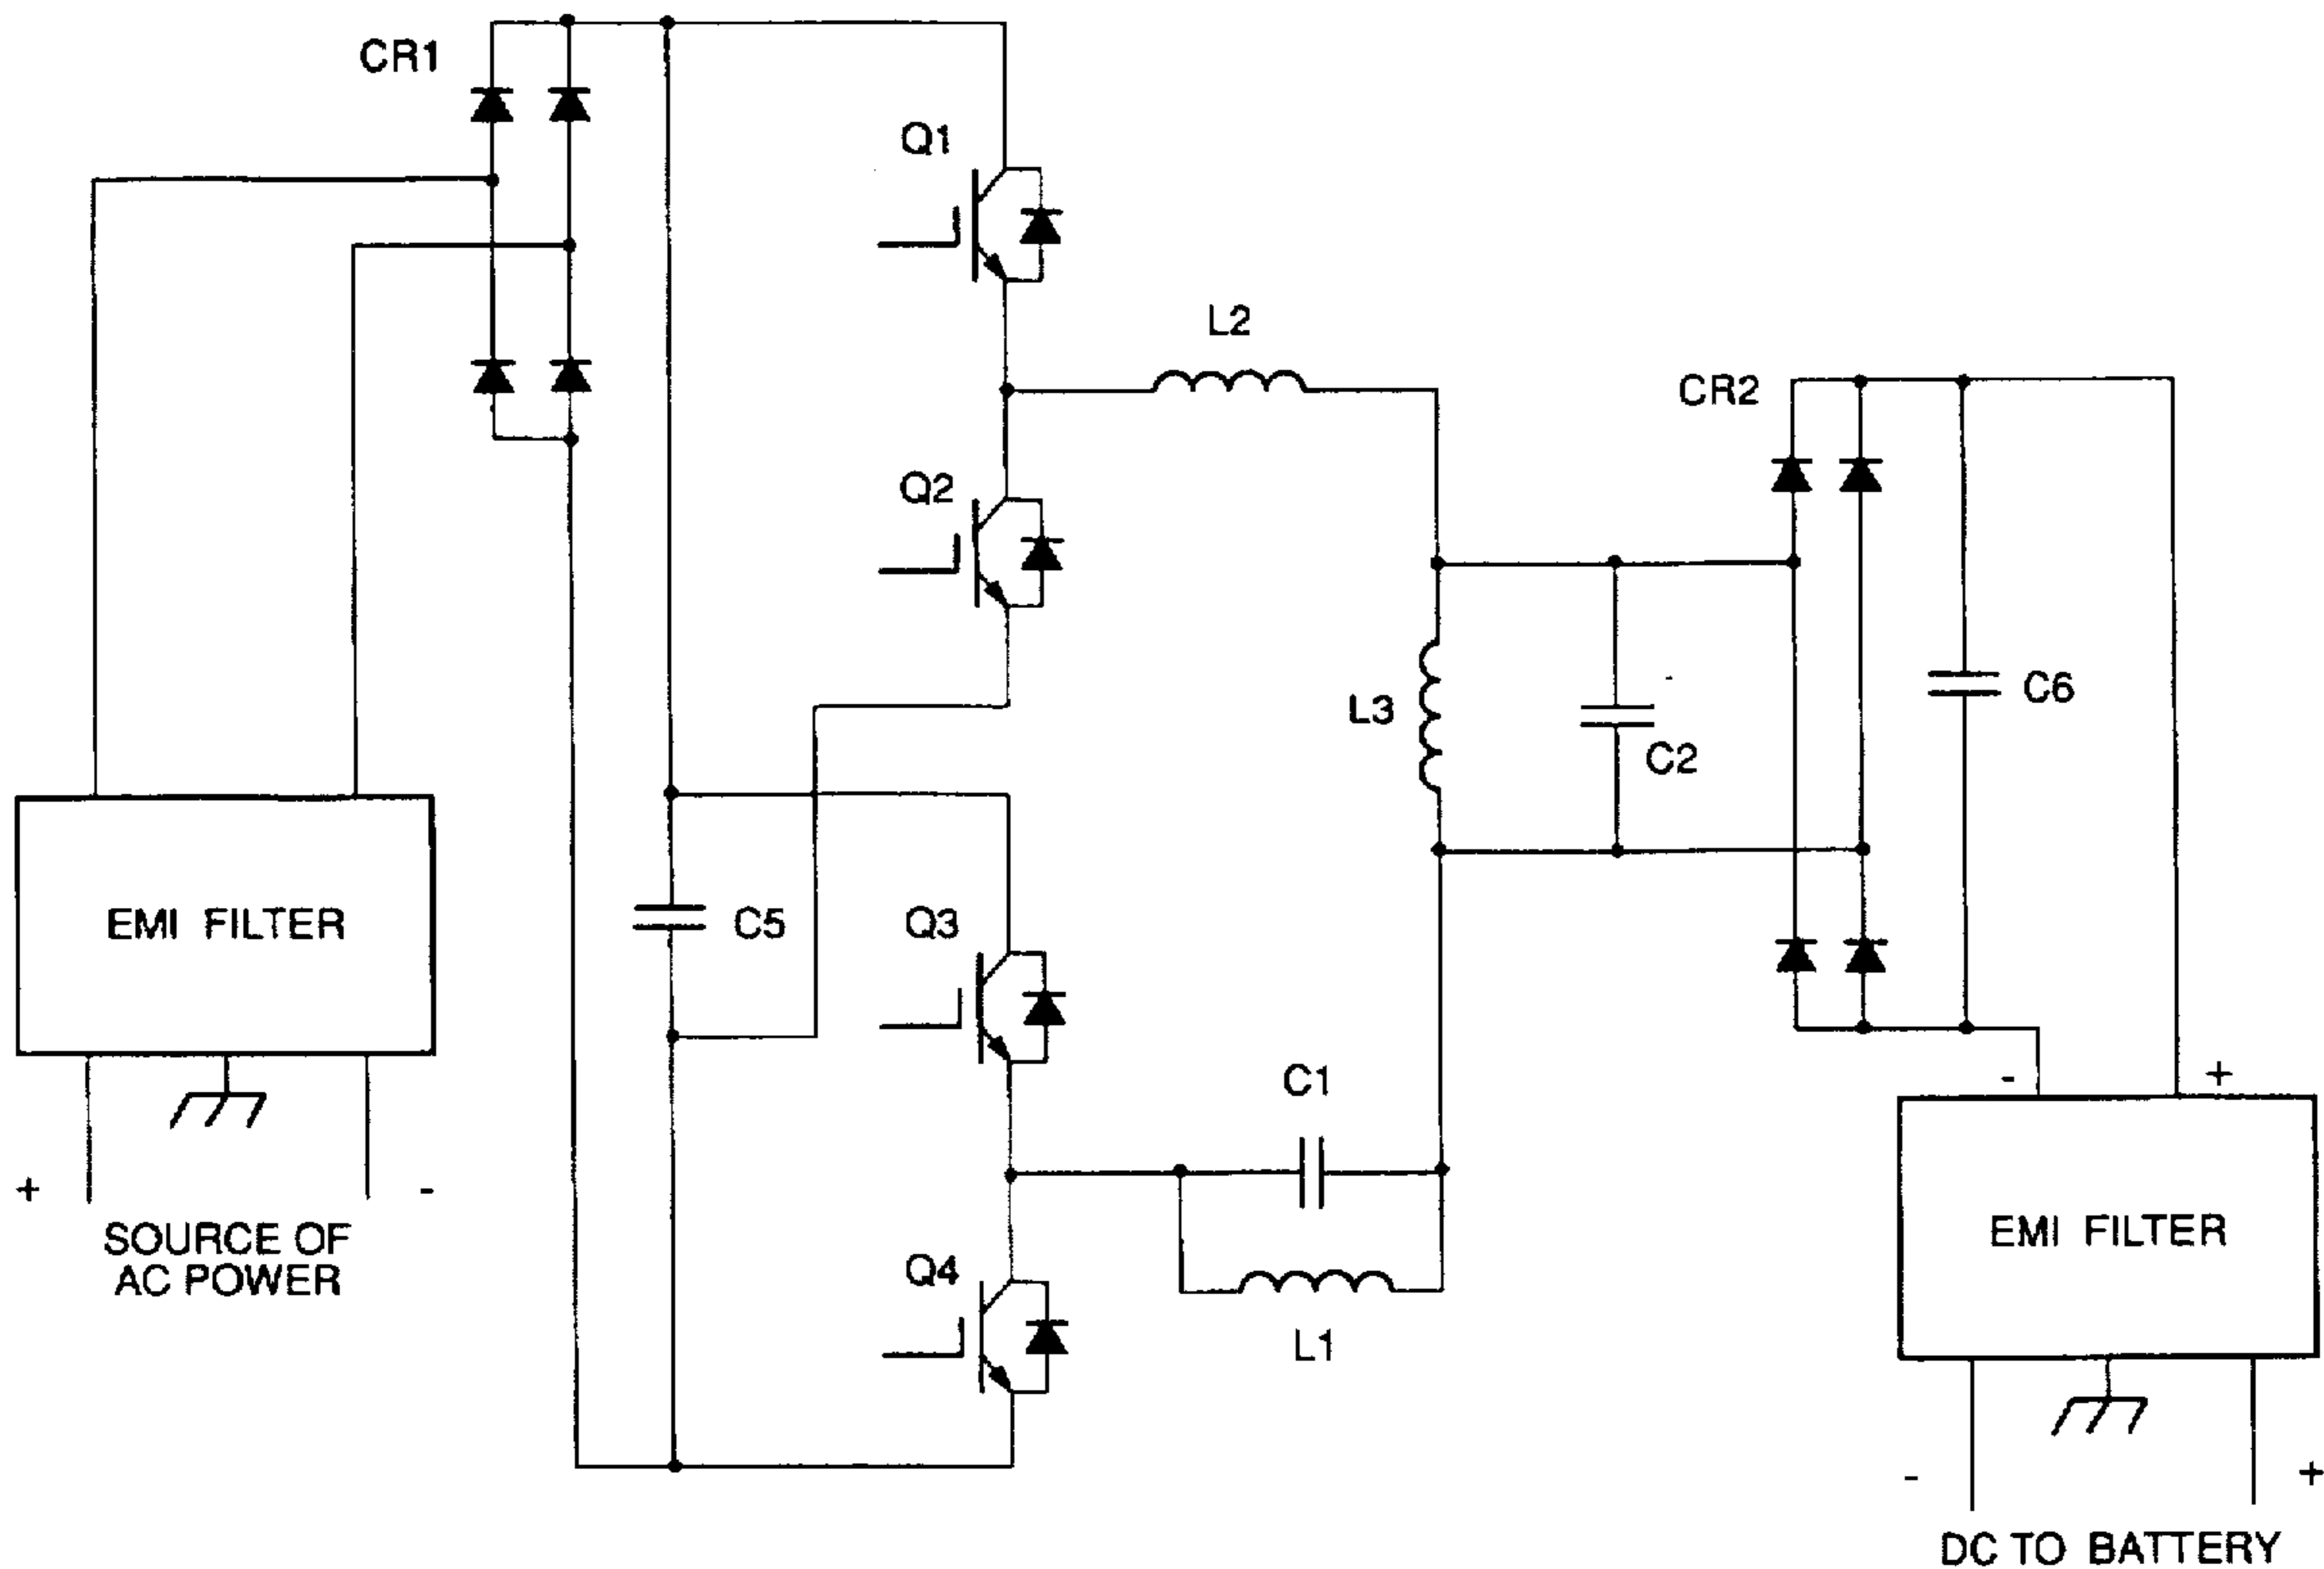 CR1
Q1
L2
CR2
Q2
L3
C2
C6
EMI FILTER
C5
Q3
C1
- +
EMI FILTER
+ -
SOURCE OF
AC POWER
Q4
L1
- +
DC TO BATTERY